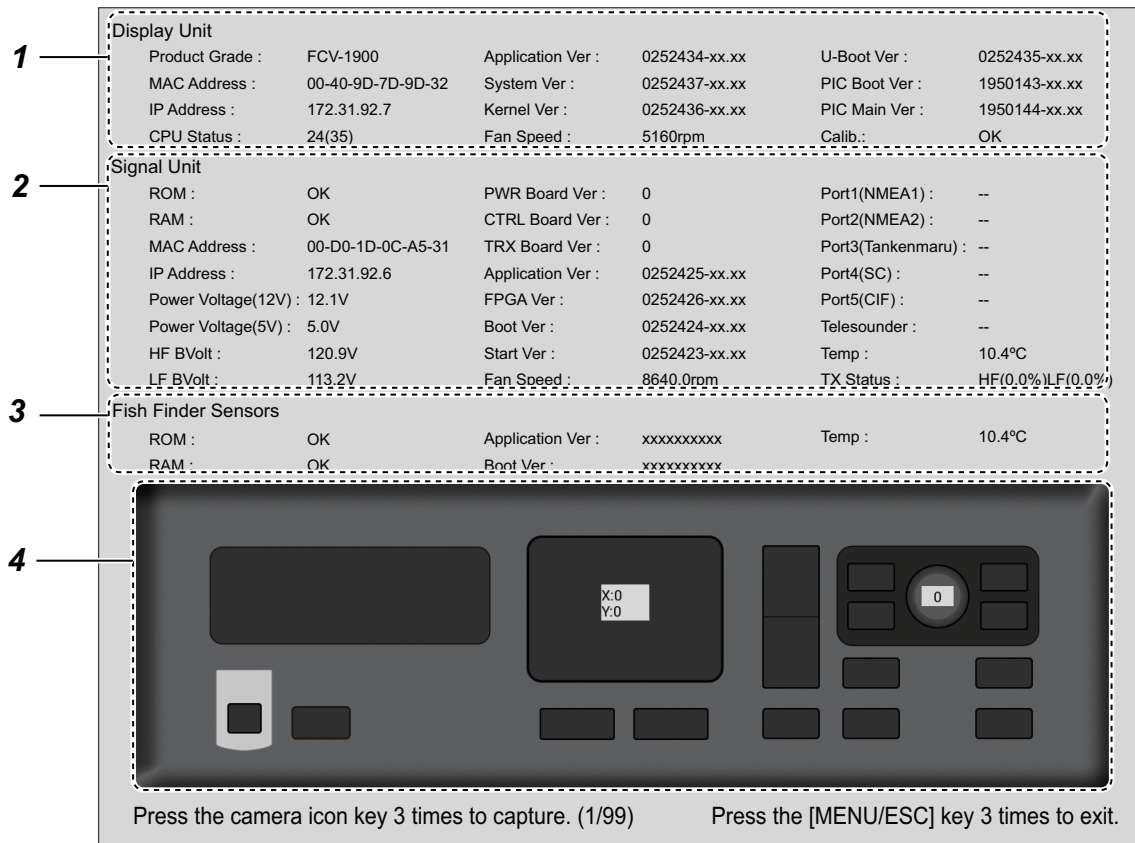 1
Display Unit
Product Grade : FCV-1900 Application Ver : 0252434-xx.xx U-Boot Ver : 0252435-xx.xx
MAC Address : 00-40-9D-7D-9D-32 System Ver : 0252437-xx.xx PIC Boot Ver : 1950143-xx.xx
IP Address : 172.31.92.7 Kernel Ver : 0252436-xx.xx PIC Main Ver : 1950144-xx.xx
CPU Status : 24(35) Fan Speed : 5160rpm Calib.: OK
2
Signal Unit
ROM : OK PWR Board Ver : 0 Port1(NMEA1) : --
RAM : OK CTRL Board Ver : 0 Port2(NMEA2) : --
MAC Address : 00-D0-1D-0C-A5-31 TRX Board Ver : 0 Port3(Tankenmaru) : --
IP Address : 172.31.92.6 Application Ver : 0252425-xx.xx Port4(SC) : --
Power Voltage(12V) : 12.1V FPGA Ver : 0252426-xx.xx Port5(CIF) : --
Power Voltage(5V) : 5.0V Boot Ver : 0252424-xx.xx Telesounder : --
HF BVolt : 120.9V Start Ver : 0252423-xx.xx Temp : 10.4ºC
LF BVolt : 113.2V Fan Speed : 8640.0rpm TX Status : HF(0.0%)LF(0.0%)
3
Fish Finder Sensors
ROM : OK Application Ver : xxxxxxxxxx Temp : 10.4ºC
RAM : OK Boot Ver : xxxxxxxxxx
4
X:0
Y:0
0
Press the camera icon key 3 times to capture. (1/99) Press the [MENU/ESC] key 3 times to exit.